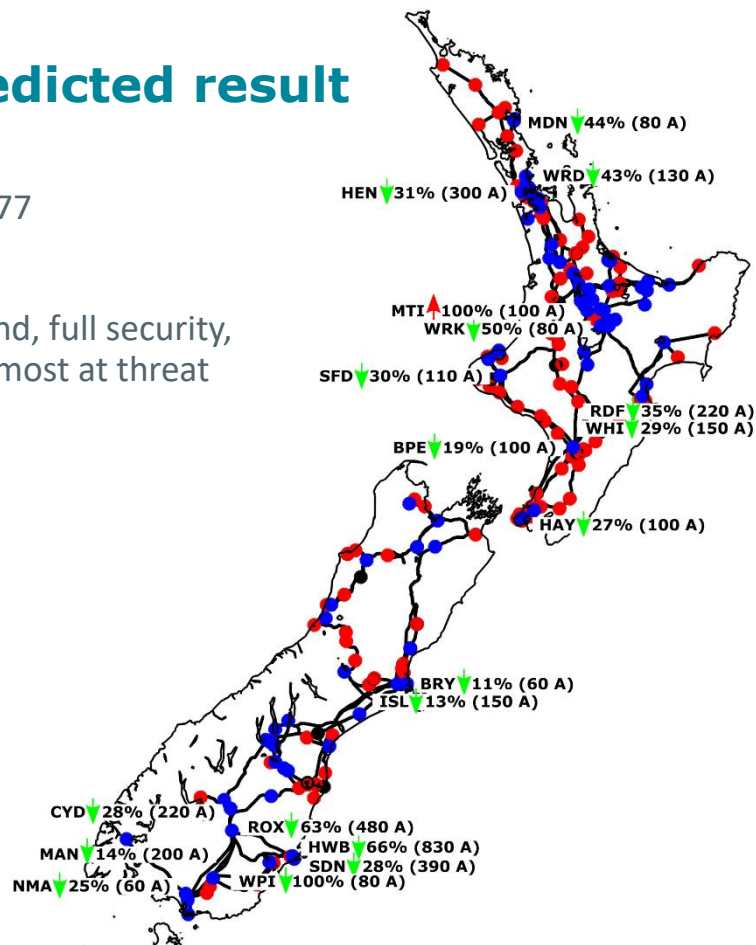 edicted result
77
nd, full security,
most at threat
MDN 44% (80 A)
WRD 43% (130 A)
HEN 31% (300 A)
MTI 100% (100 A)
WRK 50% (80 A)
SFD 30% (110 A)
RDF 35% (220 A)
WHI 29% (150 A)
BPE 19% (100 A)
HAY 27% (100 A)
BRY 11% (60 A)
ISL 13% (150 A)
CYD 28% (220 A)
ROX 63% (480 A)
HWB 66% (830 A)
MAN 14% (200 A)
SDN 28% (390 A)
NMA 25% (60 A)
WPI 100% (80 A)